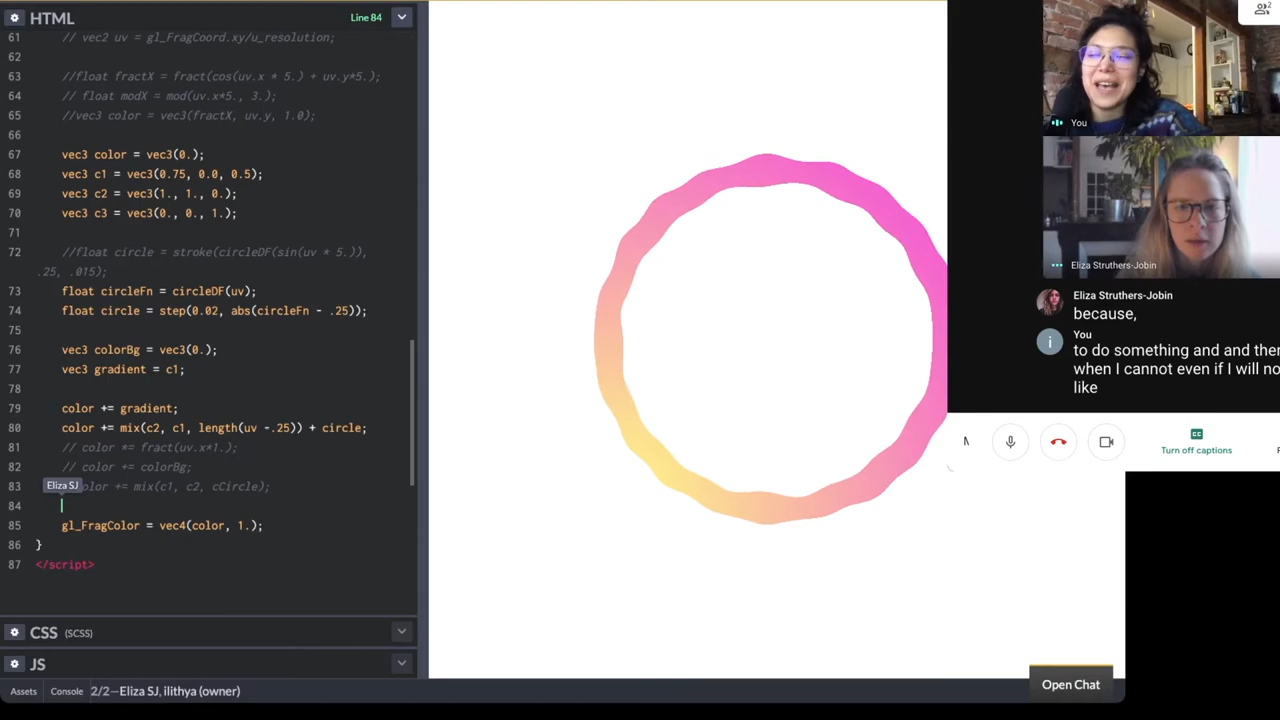 HTML
Line 84
61 // vec2 uv = gl_FragCoord.xy/u_resolution;
62
63 //float fractX = fract(cos(uv.x * 5.) + uv.y*5.);
64 // float modX = mod(uv.x*5., 3.);
65 //vec3 color = vec3(fractX, uv.y, 1.0);
66
67 vec3 color = vec3(0.);
68 vec3 c1 = vec3(0.75, 0.0, 0.5);
69 vec3 c2 = vec3(1., 1., 0.);
70 vec3 c3 = vec3(0., 0., 1.);
71
72 //float circle = stroke(circleDF(sin(uv * 5.)),
.25, .015);
73 float circleFn = circleDF(uv);
74 float circle = step(0.02, abs(circleFn - .25));
75
76 vec3 colorBg = vec3(0.);
77 vec3 gradient = c1;
78
79 color += gradient;
80 color += mix(c2, c1, length(uv -.25)) + circle;
81 // color *= fract(uv.x*1.);
82 // color += colorBg;
83 olor += mix(c1, c2, cCircle);
Eliza SJ
84
85 gl_FragColor = vec4(color, 1.);
86 }
87 </script>
CSS (SCSS)
JS
Assets Console 2/2—Eliza SJ, ilithya (owner)
Open Chat
2
You
Eliza Struthers-Jobin
Eliza Struthers-Jobin
because,
i
You
to do something and and ther
when I cannot even if I will no
like
Turn off captions